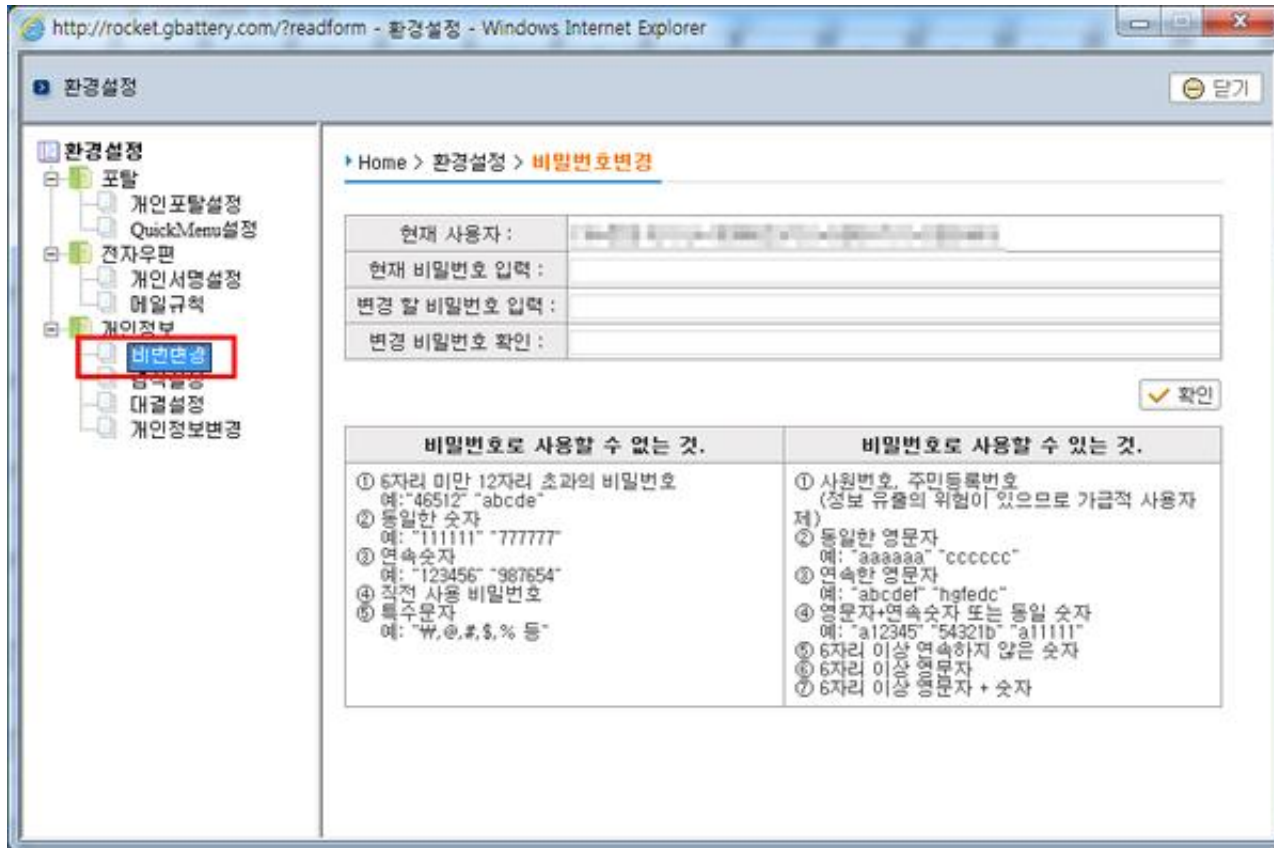 http://rocket.gbattery.com/?readform - 환경설정 - Windows Internet Explorer
환경설정
닫기
환경설정
포탈
개인포탈설정
QuickMenu설정
전자우편
개인서명설정
메일규칙
개인정보
비번변경
대결설정
개인정보변경
Home > 환경설정 > 비밀번호변경
현재 사용자 :
현재 비밀번호 입력 :
변경 할 비밀번호 입력 :
변경 비밀번호 확인 :
확인
비밀번호로 사용할 수 없는 것.
① 6자리 미만 12자리 초과의 비밀번호
예:"46512" "abcde"
② 동일한 숫자
예: "111111" "777777"
③ 연속숫자
예: "123456" "987654"
④ 직전 사용 비밀번호
⑤ 특수문자
예: "₩,@,#,$,% 등"
비밀번호로 사용할 수 있는 것.
① 사원번호, 주민등록번호
(정보 유출의 위험이 있으므로 가급적 사용자
제)
② 동일한 영문자
예: "aaaaaa" "cccccc"
③ 연속한 영문자
예: "abcdef" "hgfedc"
④ 영문자+연속숫자 또는 동일 숫자
예: "a12345" "54321b" "a11111"
⑤ 6자리 이상 연속하지 않은 숫자
⑥ 6자리 이상 영문자
⑦ 6자리 이상 영문자 + 숫자